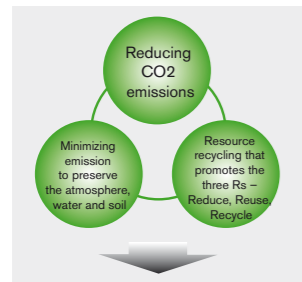 Reducing
CO2
emissions
Minimizing
emission
to preserve
the atmosphere,
water and soil
Resource
recycling that
promotes the
three Rs –
Reduce, Reuse,
Recycle